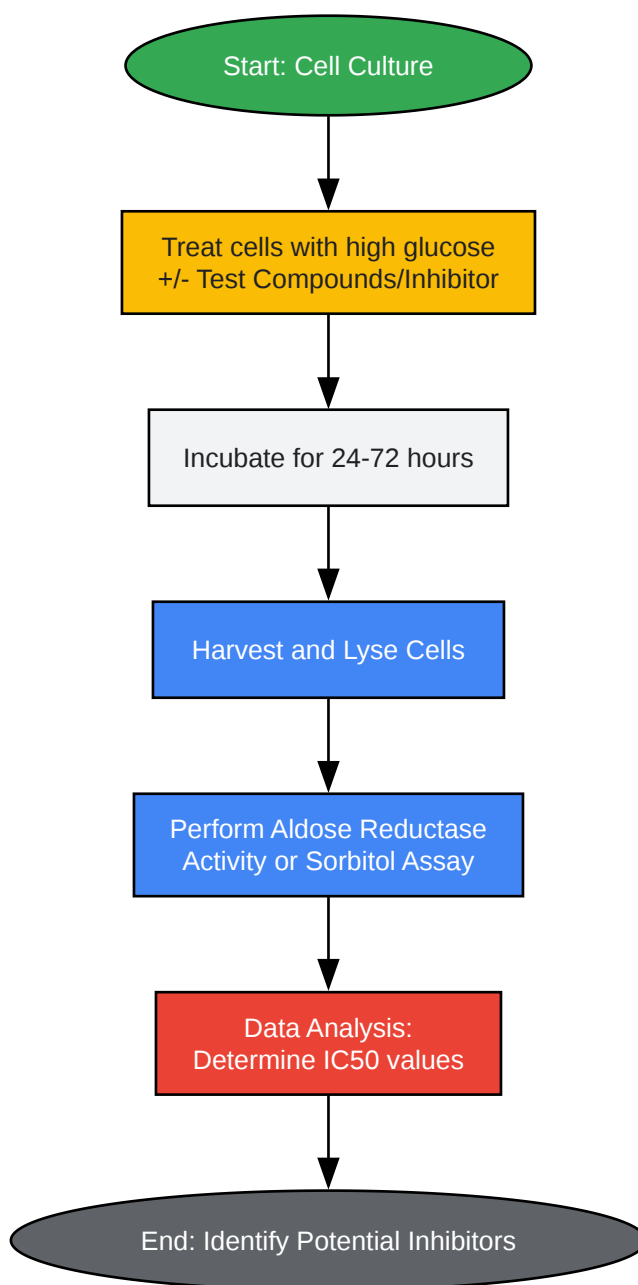 Start: Cell Culture
Treat cells with high glucose
+/- Test Compounds/Inhibitor
Incubate for 24-72 hours
Harvest and Lyse Cells
Perform Aldose Reductase
Activity or Sorbitol Assay
Data Analysis:
Determine IC50 values
End: Identify Potential Inhibitors